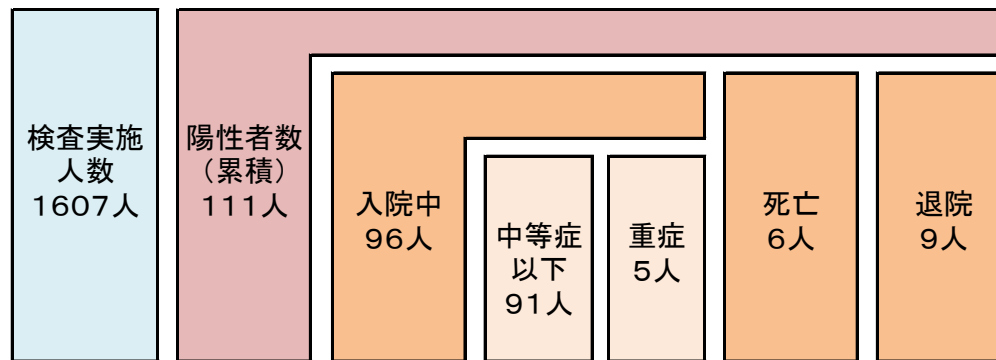 検査実施
人数
1607人
陽性者数
（累積）
111人
入院中
96人
中等症
以下
91人
重症
5人
死亡
6人
退院
9人